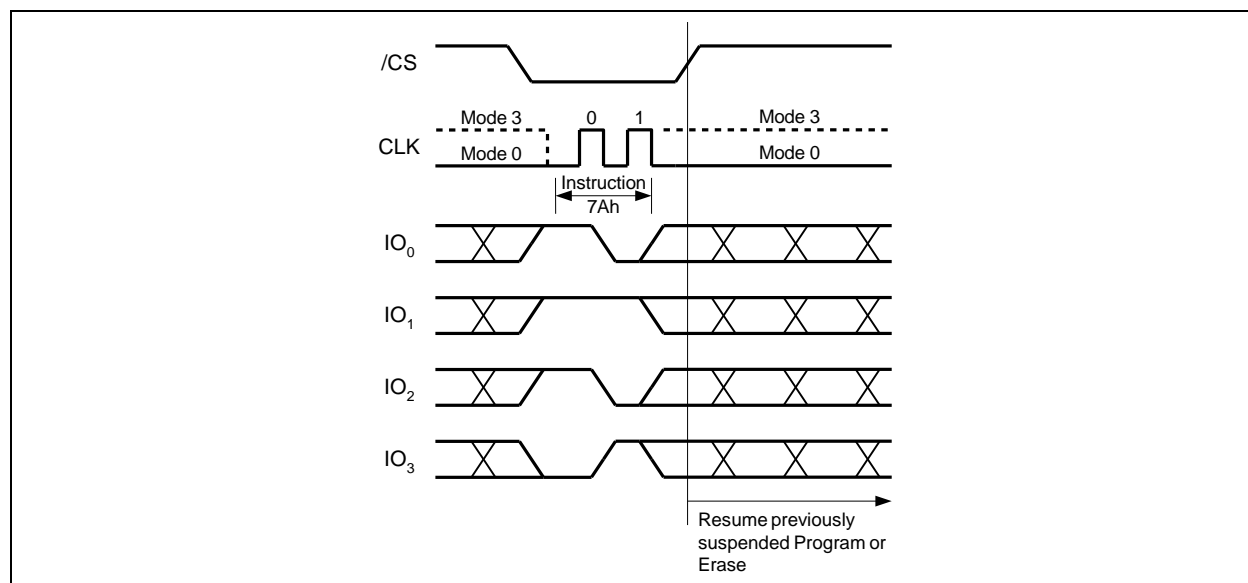 /CS
Mode 3 0 1 Mode 3
CLK
Mode 0 Mode 0
Instruction
7Ah
IO0
IO1
IO2
IO3
Resume previously
suspended Program or
Erase